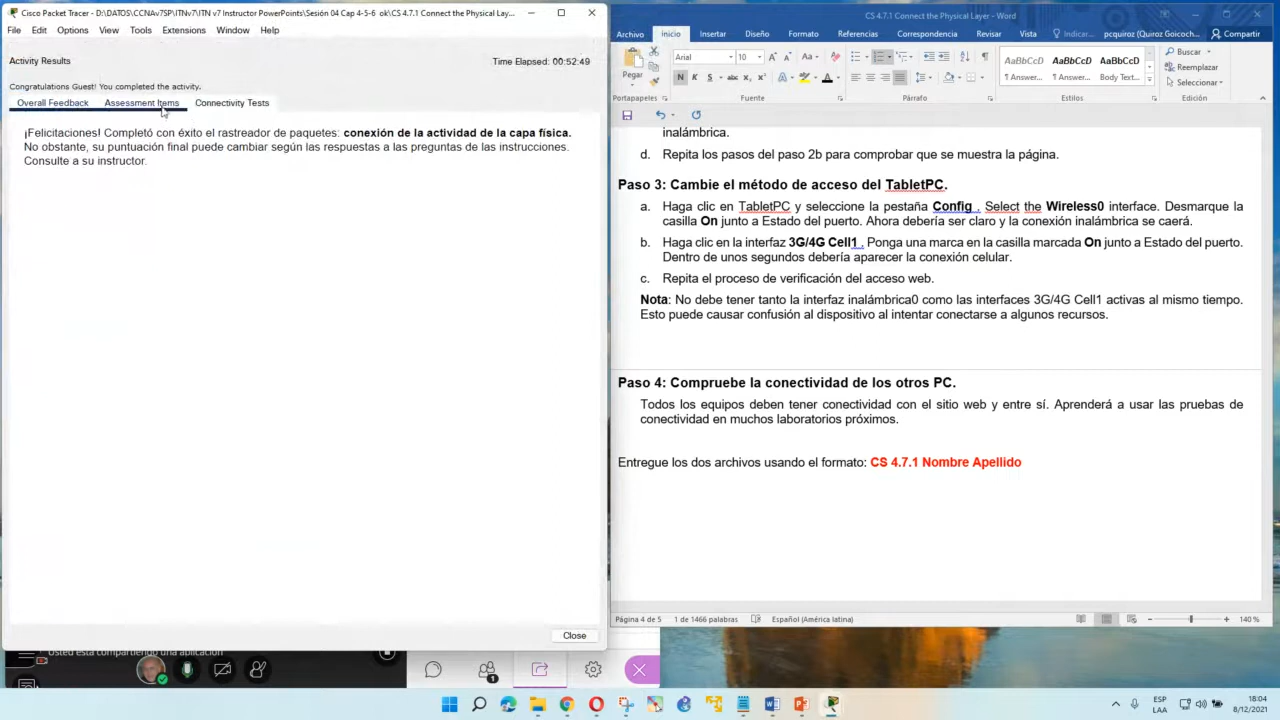 Cisco Packet Tracer - D:\DATOS\CCNAv7SP\ITNv7\ITN v7 Instructor PowerPoints\Sesión 04 Cap 4-5-6 ok\CS 4.7.1 Connect the Physical Lay...
File Edit Options View Tools Extensions Window Help
Activity Results
Time Elapsed: 00:52:49
Congratulations Guest! You completed the activity.
Overall Feedback Assessment Items Connectivity Tests
¡Felicitaciones! Completó con éxito el rastreador de paquetes: conexión de la actividad de la capa física.
No obstante, su puntuación final puede cambiar según las respuestas a las preguntas de las instrucciones.
Consulte a su instructor.
Close
Usted está compartiendo una aplicación
1
CS 4.7.1 Connect the Physical Layer - Word
Archivo Inicio Insertar Diseño Formato Referencias Correspondencia Revisar Vista Indicar... pcquiroz (Quiroz Goicoch... Compartir
Pegar
Arial 10 A A Aa
N K S abc x₂ x²
AaBbCcD AaBbCcD AaBbCcD
¶ Answer... ¶ Answer... Body Text...
Buscar
Reemplazar
Seleccionar
Portapapeles Fuente Párrafo Estilos Edición
inalámbrica.
d. Repita los pasos del paso 2b para comprobar que se muestra la página.
Paso 3: Cambie el método de acceso del TabletPC.
a. Haga clic en TabletPC y seleccione la pestaña Config . Select the Wireless0 interface. Desmarque la
casilla On junto a Estado del puerto. Ahora debería ser claro y la conexión inalámbrica se caerá.
b. Haga clic en la interfaz 3G/4G Cell1 . Ponga una marca en la casilla marcada On junto a Estado del puerto.
Dentro de unos segundos debería aparecer la conexión celular.
c. Repita el proceso de verificación del acceso web.
Nota: No debe tener tanto la interfaz inalámbrica0 como las interfaces 3G/4G Cell1 activas al mismo tiempo.
Esto puede causar confusión al dispositivo al intentar conectarse a algunos recursos.
Paso 4: Compruebe la conectividad de los otros PC.
Todos los equipos deben tener conectividad con el sitio web y entre sí. Aprenderá a usar las pruebas de
conectividad en muchos laboratorios próximos.
Entregue los dos archivos usando el formato: CS 4.7.1 Nombre Apellido
Página 4 de 5 1 de 1466 palabras Español (América latina) 140 %
ESP
LAA
18:04
8/12/2021